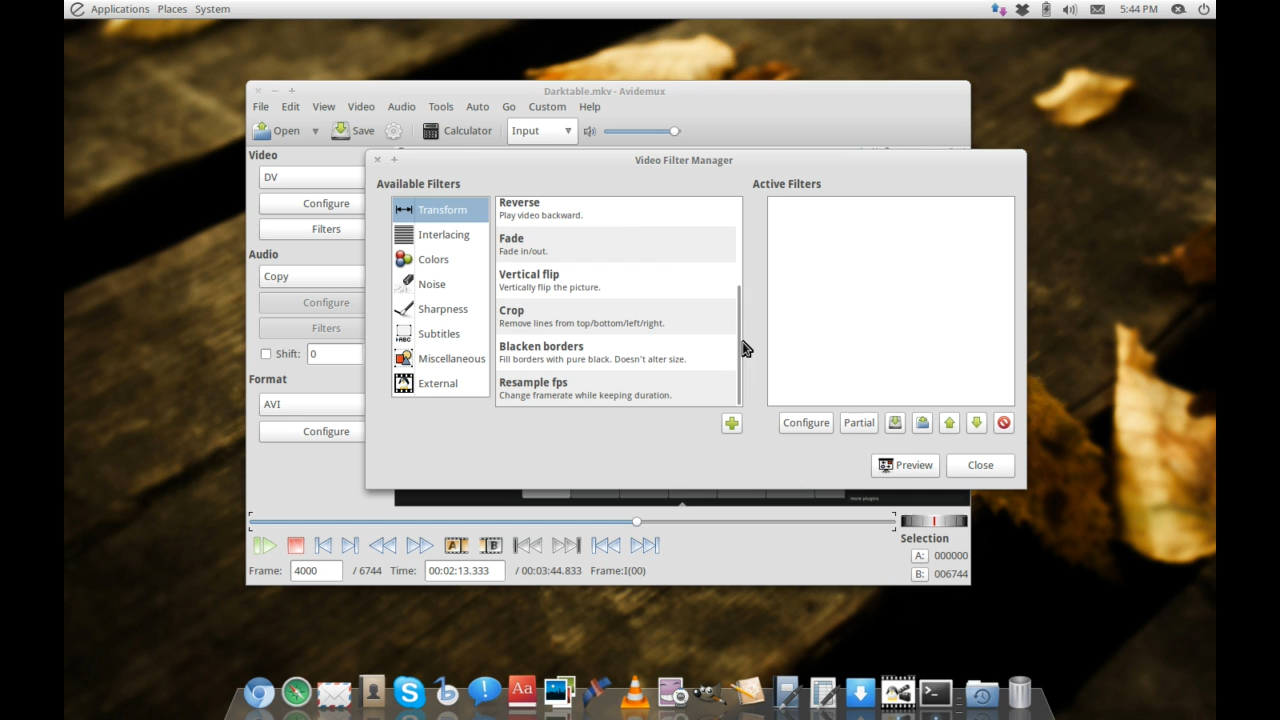 Applications Places System
5:44 PM
Darktable.mkv - Avidemux
File Edit View Video Audio Tools Auto Go Custom Help
Open Save Calculator Input
Video
DV
Configure
Filters
Audio
Copy
Configure
Filters
Shift: 0
Format
AVI
Configure
Video Filter Manager
Available Filters
Transform
Interlacing
Colors
Noise
Sharpness
Subtitles
Miscellaneous
External
Reverse
Play video backward.
Fade
Fade in/out.
Vertical flip
Vertically flip the picture.
Crop
Remove lines from top/bottom/left/right.
Blacken borders
Fill borders with pure black. Doesn't alter size.
Resample fps
Change framerate while keeping duration.
Active Filters
Configure Partial
Preview Close
more plugins
A B
Selection
A: 000000
B: 006744
Frame: 4000 / 6744 Time: 00:02:13.333 / 00:03:44.833 Frame:I(00)
Aa